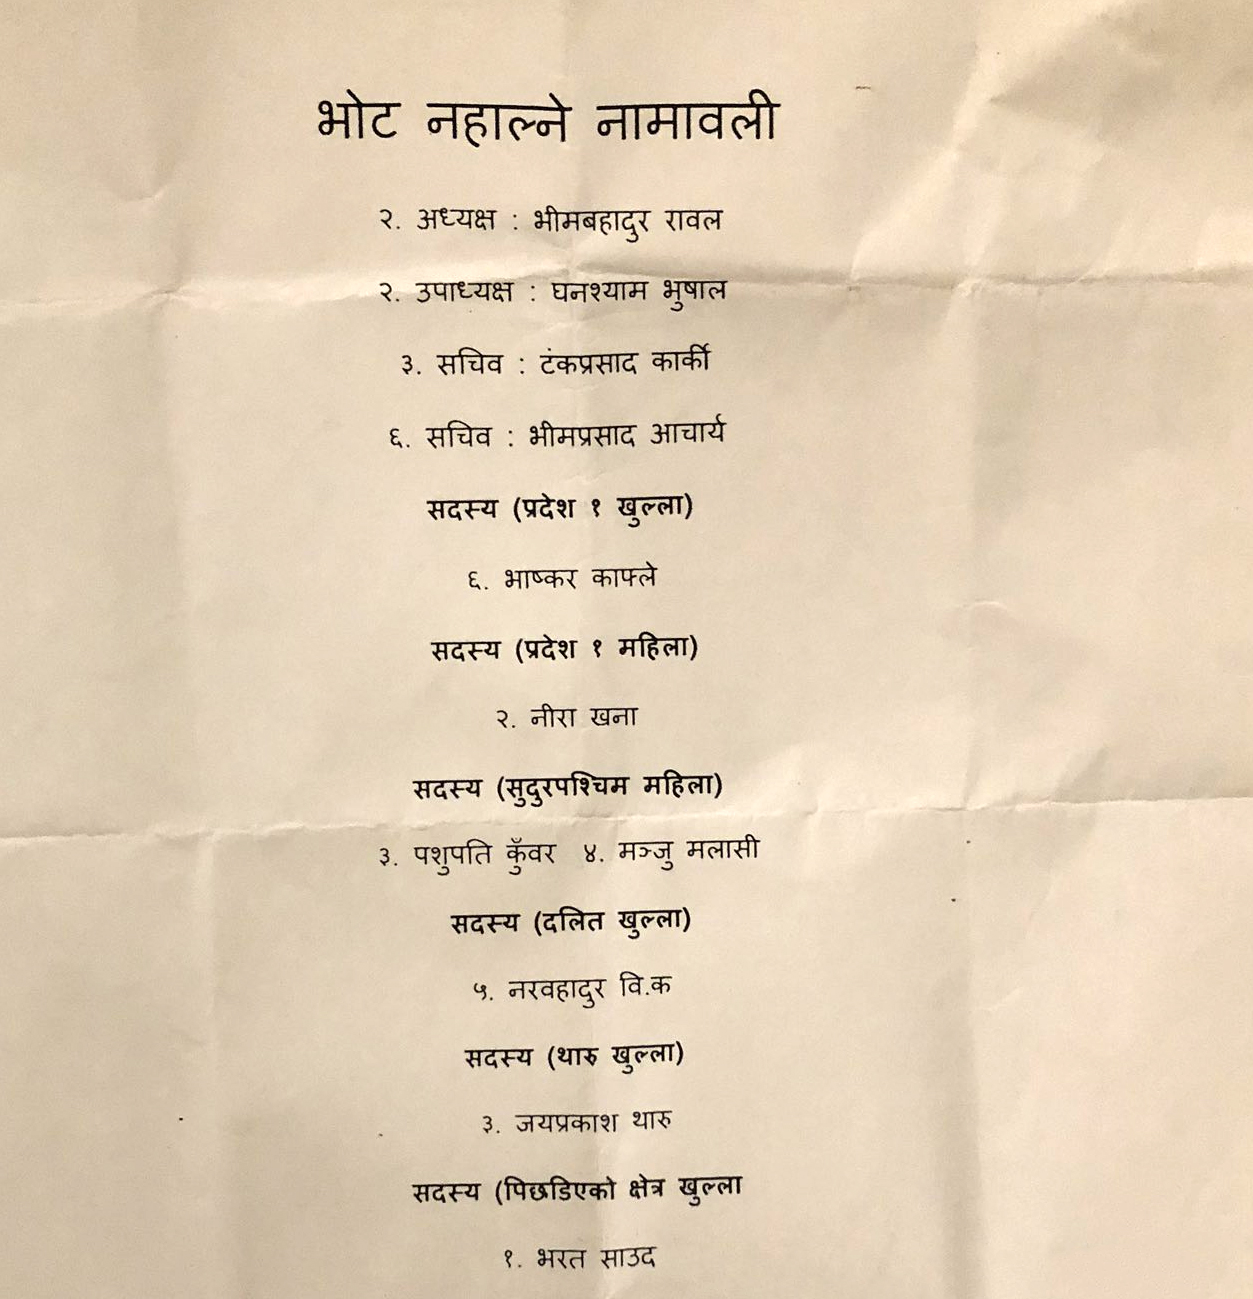 भोट नहाल्ने नामावली
२. अध्यक्ष : भीमबहादुर रावल
२. उपाध्यक्ष : घनश्याम भुषाल
३. सचिव : टंकप्रसाद कार्की
६. सचिव : भीमप्रसाद आचार्य
सदस्य (प्रदेश १ खुल्ला)
६. भाष्कर काफ्ले
सदस्य (प्रदेश १ महिला)
२. नीरा खना
सदस्य (सुदुरपश्चिम महिला)
३. पशुपति कुँवर ४. मञ्जु मलासी
सदस्य (दलित खुल्ला)
५. नरवहादुर वि.क
सदस्य (थारु खुल्ला)
३. जयप्रकाश थारु
सदस्य (पिछडिएको क्षेत्र खुल्ला
१. भरत साउद